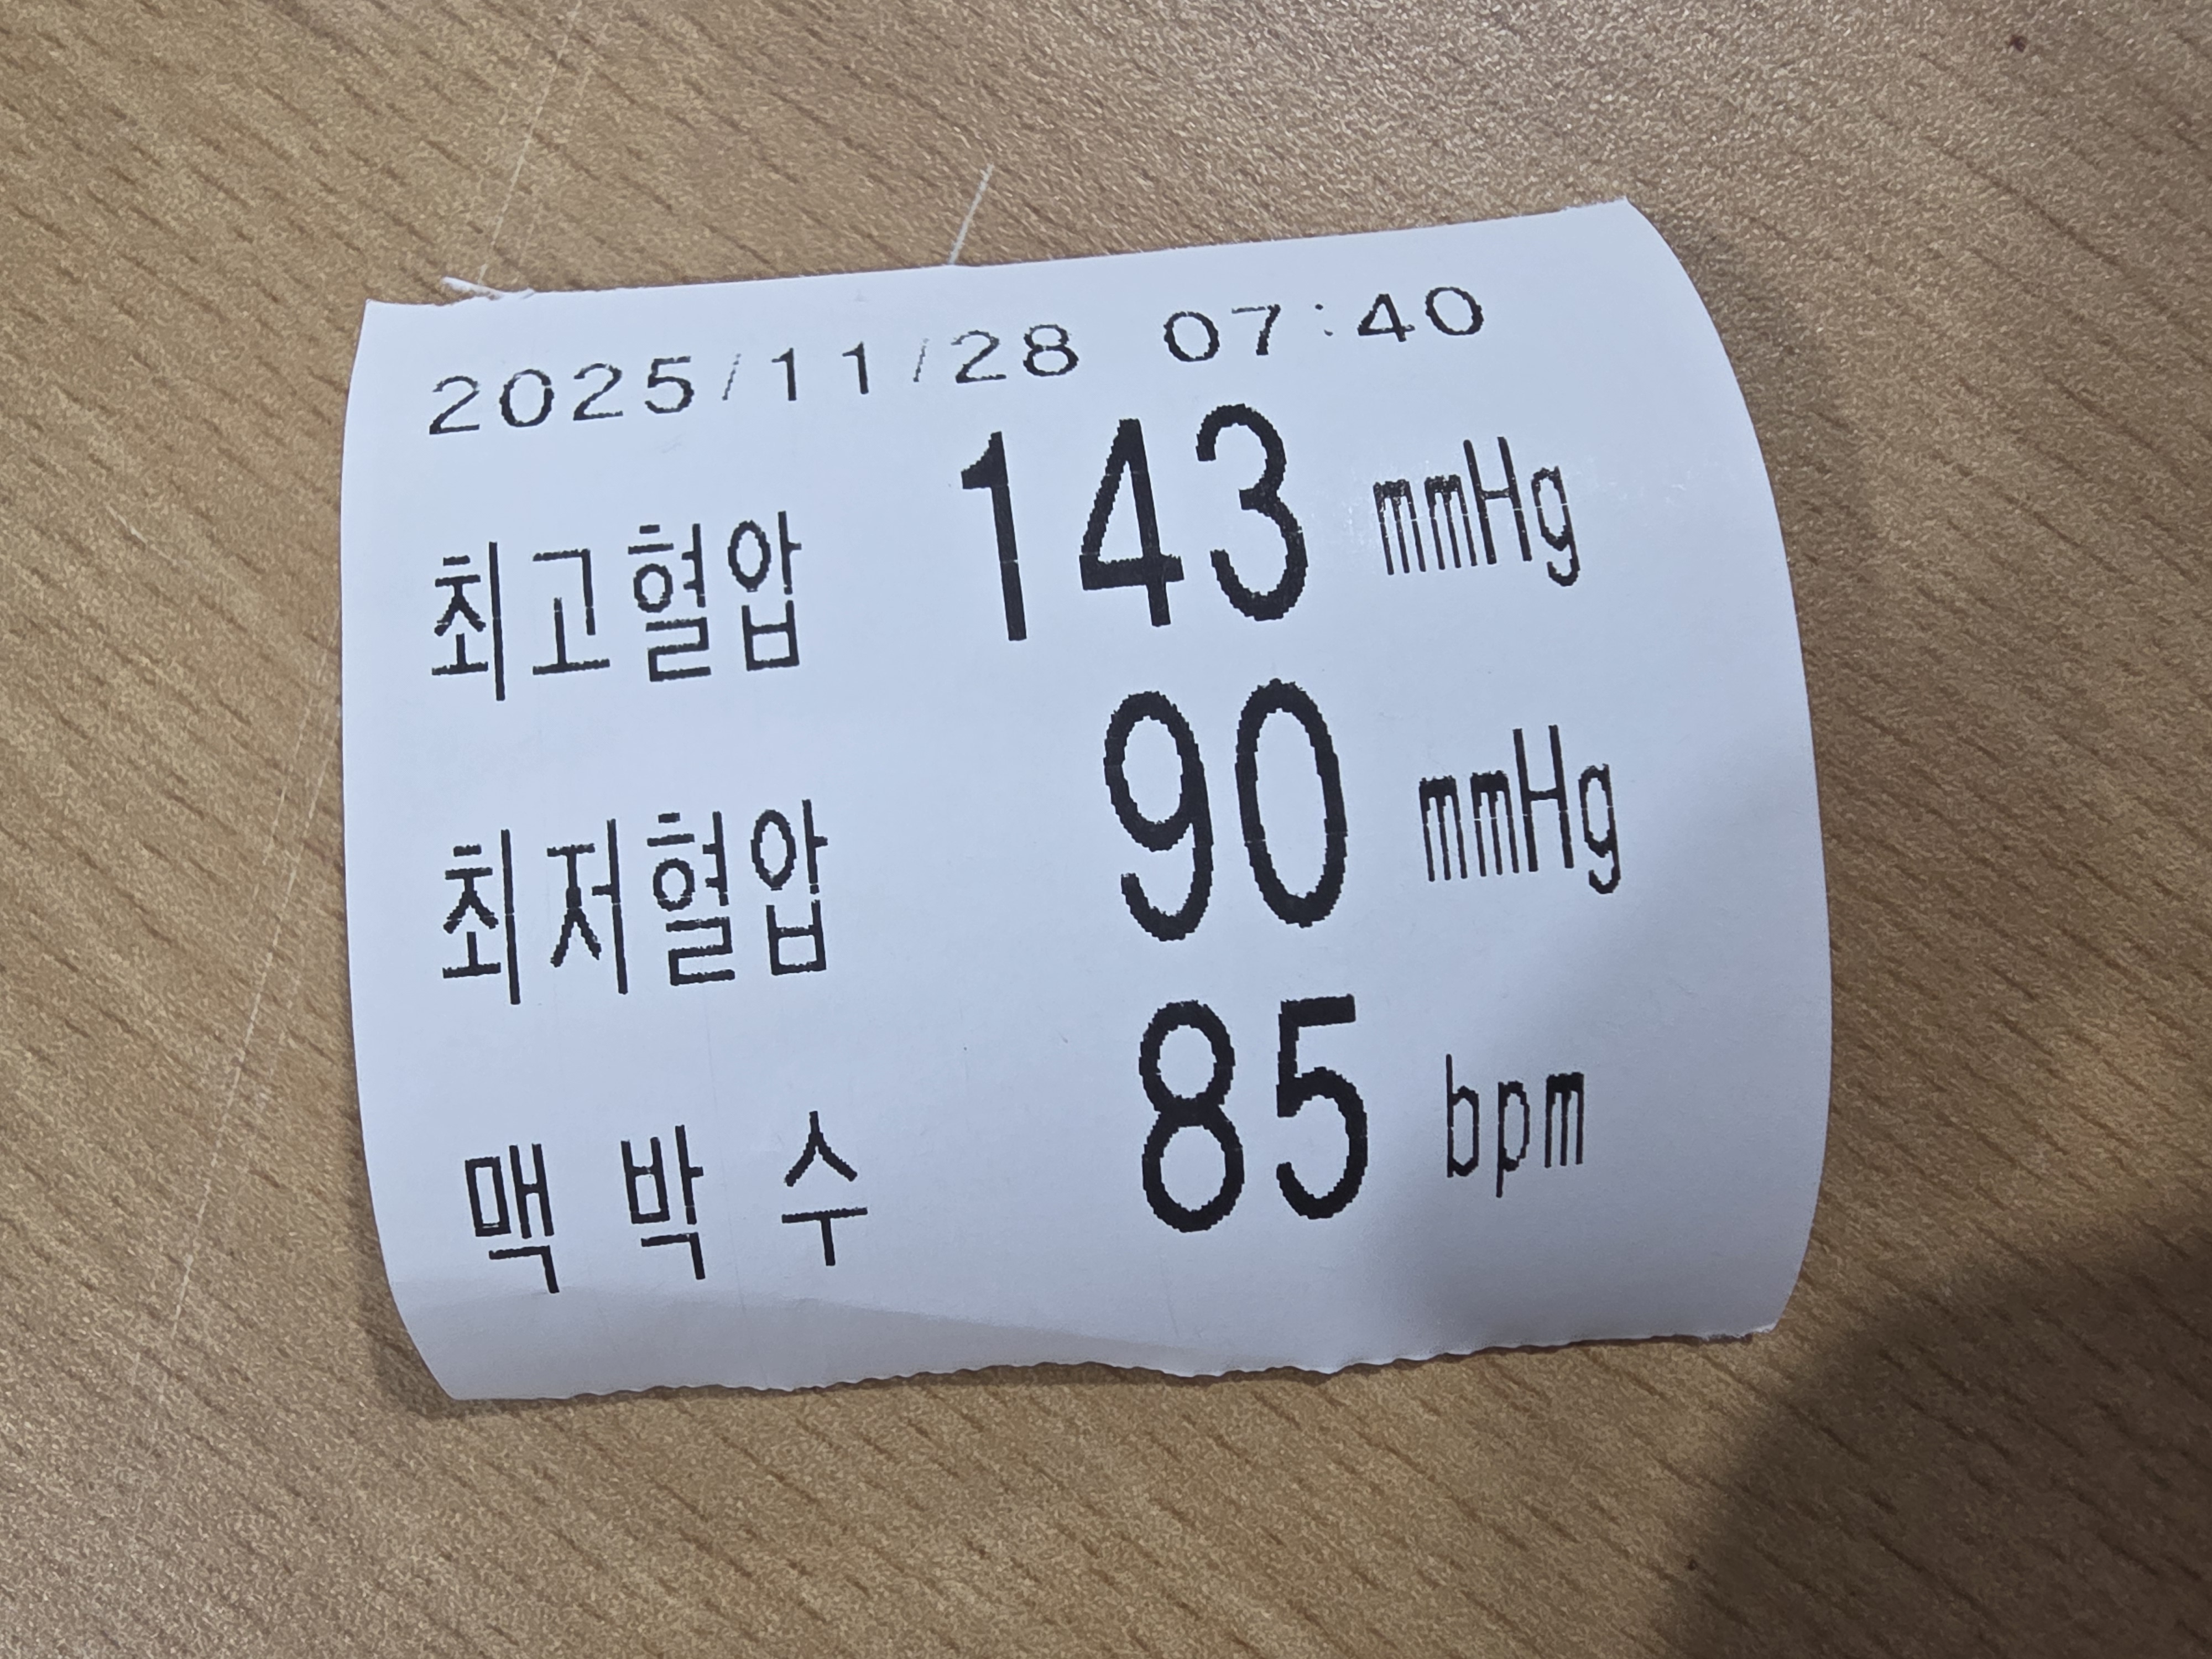 2025/11/28 07:40
최고혈압 143 mmHg
최저혈압 90 mmHg
맥 박 수 85 bpm